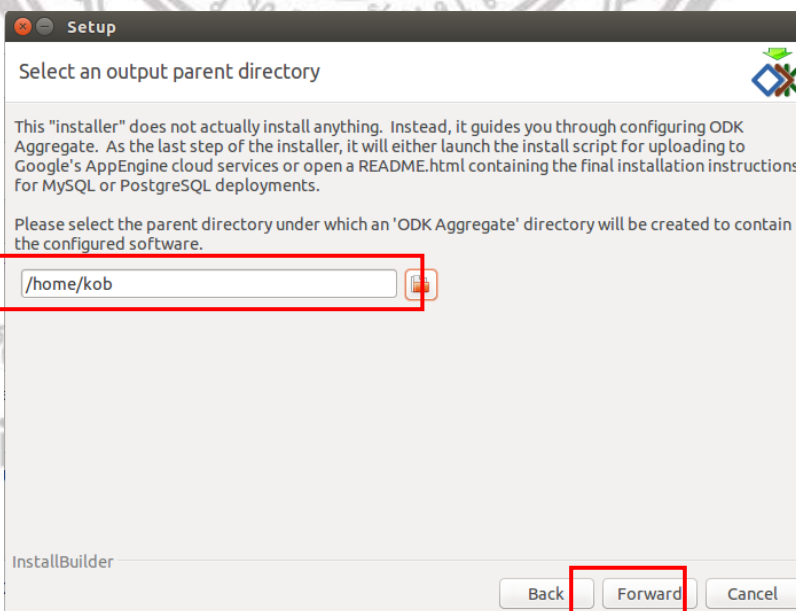 Setup
Select an output parent directory
This "installer" does not actually install anything. Instead, it guides you through configuring ODK
Aggregate. As the last step of the installer, it will either launch the install script for uploading to
Google's AppEngine cloud services or open a README.html containing the final installation instructions
for MySQL or PostgreSQL deployments.
Please select the parent directory under which an 'ODK Aggregate' directory will be created to contain
the configured software.
/home/kob
InstallBuilder
Back Forward Cancel